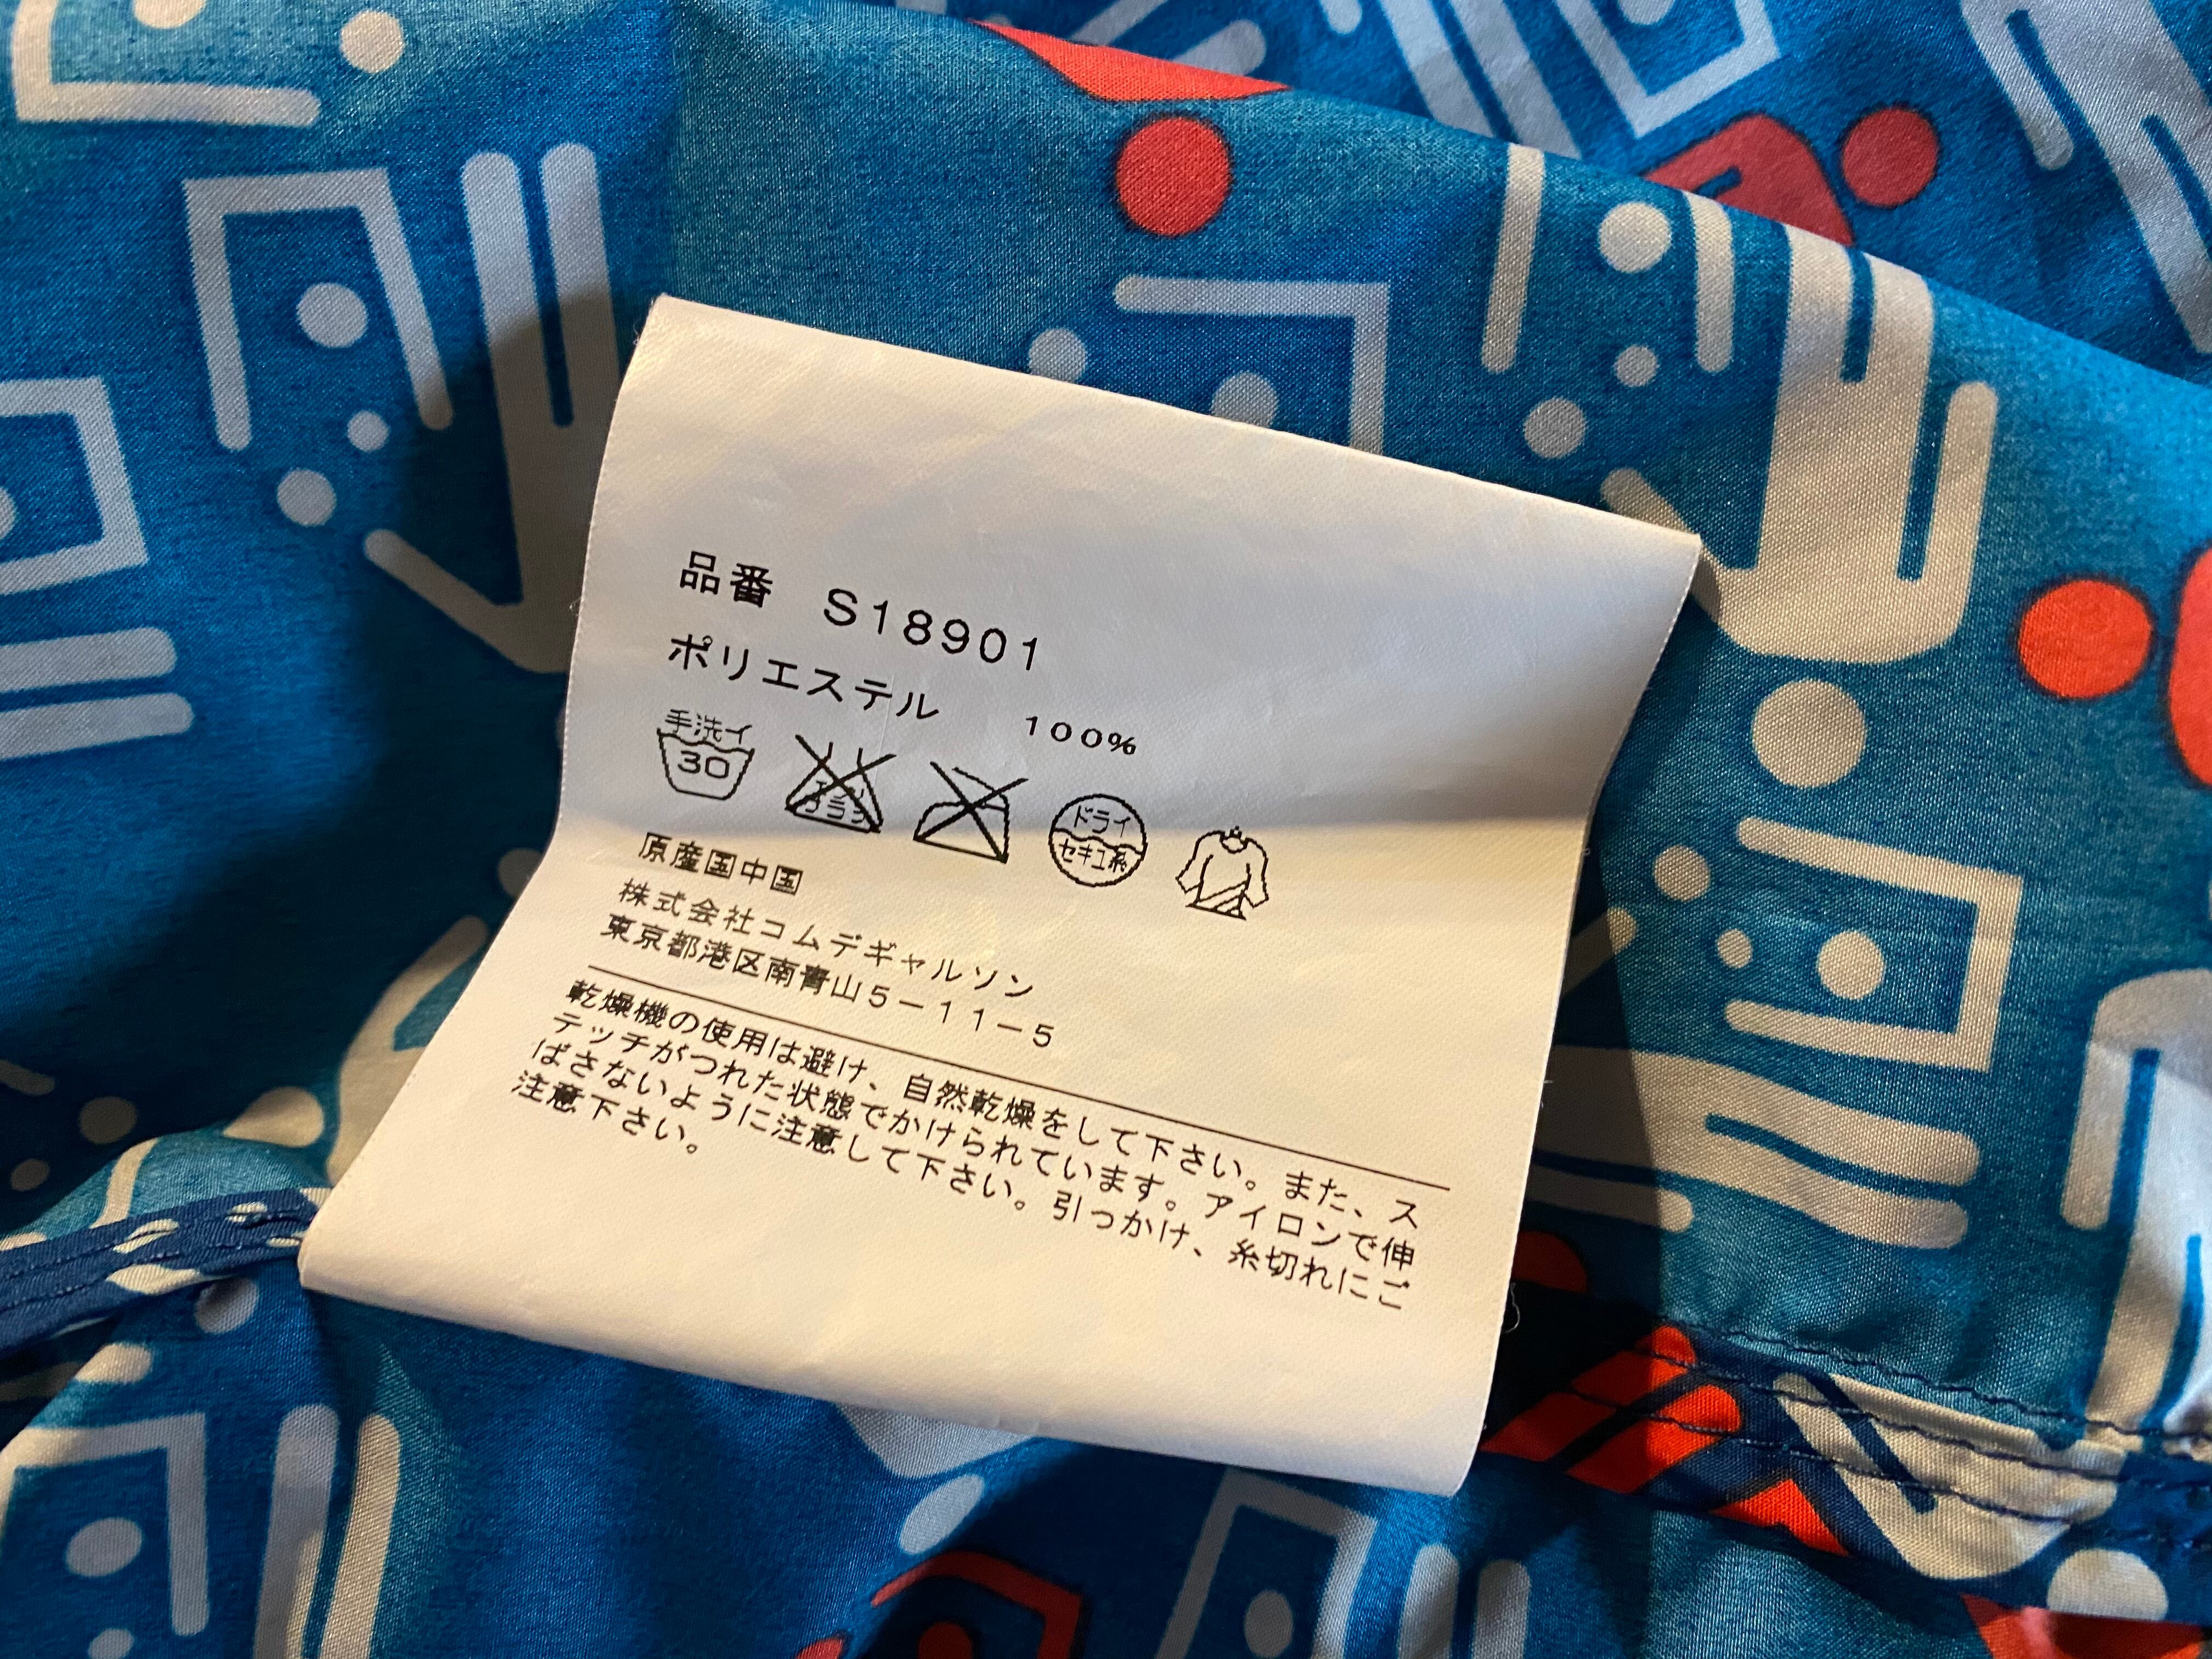 品番 S18901
ポリエステル 100%
手洗イ
30
エンソ
サラシ
ドライ
セキユ系
原産国中国
株式会社コムデギャルソン
東京都港区南青山5-11-5
乾燥機の使用は避け、自然乾燥をして下さい。また、ス
テッチがつれた状態でかけられています。アイロンで伸
ばさないように注意して下さい。引っかけ、糸切れにご
注意下さい。